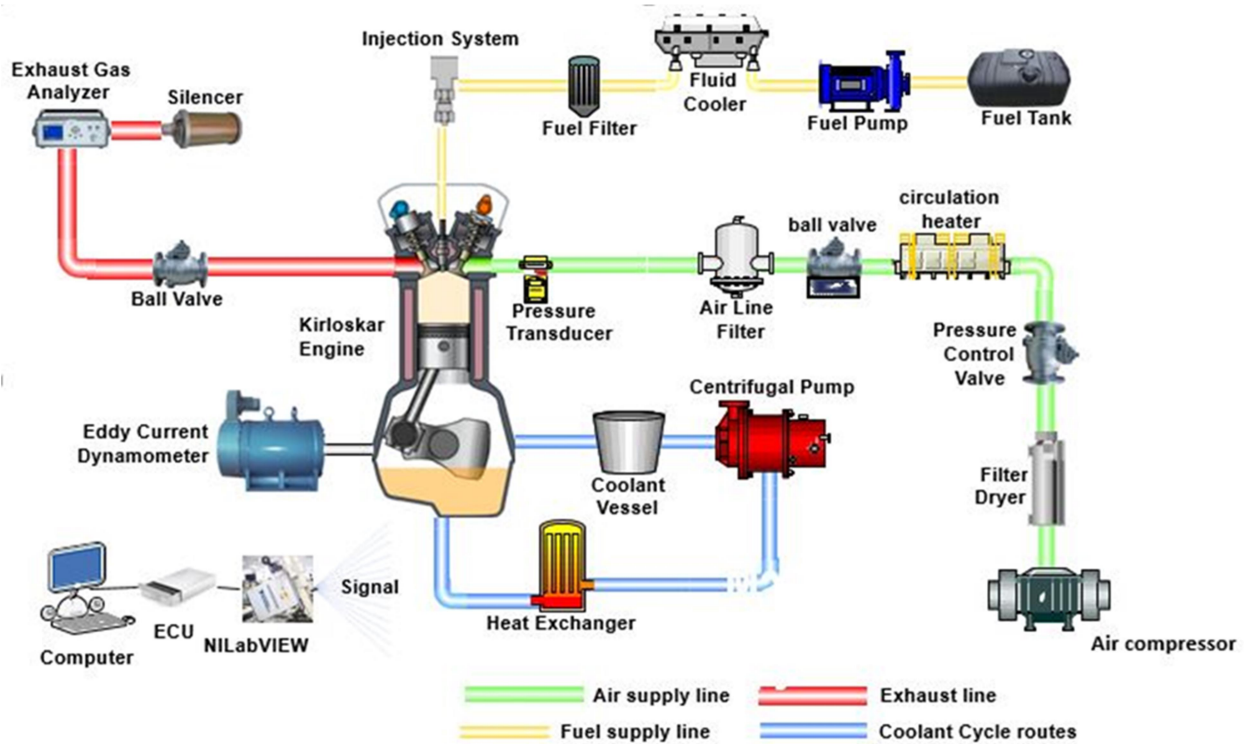 Injection System
Exhaust Gas
Analyzer
Silencer
Fuel Filter
Fluid
Cooler
Fuel Pump
Fuel Tank
circulation
heater
ball valve
Ball Valve
Pressure
Transducer
Air Line
Filter
Kirloskar
Engine
Pressure
Control
Valve
Centrifugal Pump
Eddy Current
Dynamometer
Coolant
Vessel
Filter
Dryer
Signal
Heat Exchanger
ECU
NILabVIEW
Computer
Air compressor
Air supply line
Exhaust line
Fuel supply line
Coolant Cycle routes